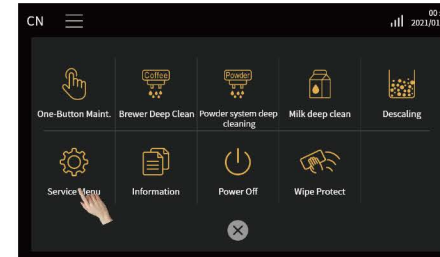 CN
00:
2021/01
Coffee
Powder
One-Button Maint.
Brewer Deep Clean
Powder system deep
cleaning
Milk deep clean
Descaling
Service Menu
Information
Power Off
Wipe Protect